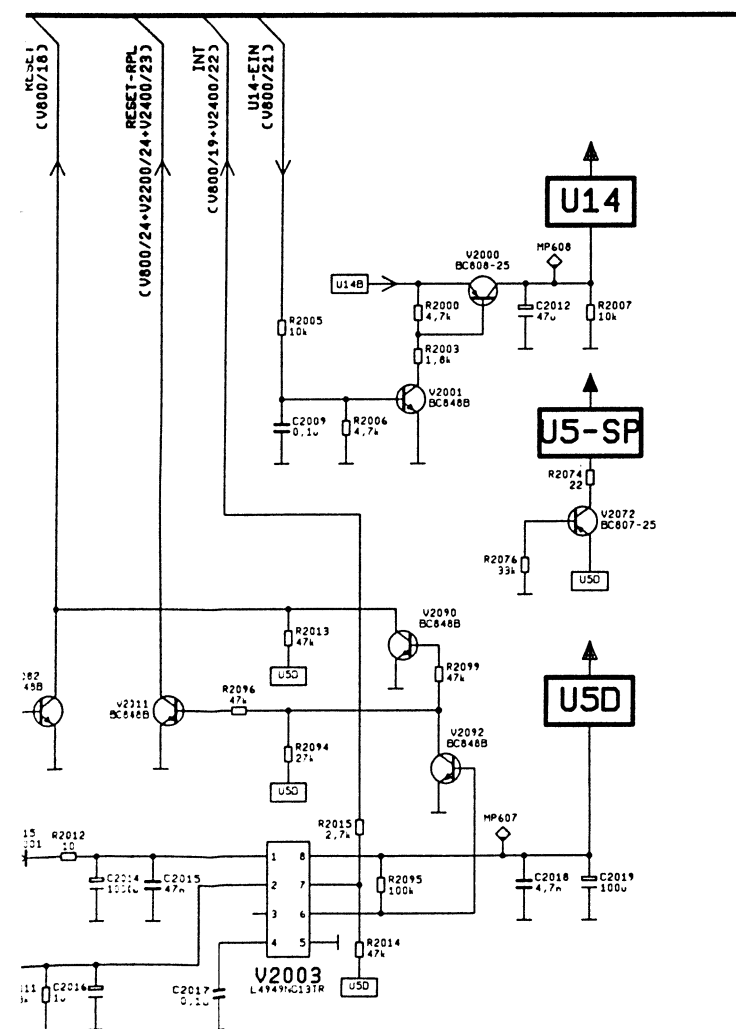 RESET
(V800/18)
RESET-RPL
(V800/24+V2200/24+V2400/23)
INT
(V800/19+V2400/22)
U14-EIN
(V800/21)
U14
MP608
V2000
BC808-25
U14B
R2000
4,7k
C2012
47u
R2007
10k
R2005
10k
R2003
1,8k
V2001
BC848B
C2009
0,1u
R2006
4,7k
U5-SP
R2074
22
V2072
BC807-25
R2076
33k
U5D
V2090
BC848B
R2013
47k
U5D
R2099
47k
U5D
V2011
BC848B
R2096
47k
V2092
BC848B
R2094
27k
U5D
MP607
R2015
2,7k
R2012
10
1
8
C2014
C2015
47n
2
7
R2095
100k
C2018
4,7n
C2019
100u
3
6
4
5
R2014
47k
V2003
L4949ND13TR
U5D
C2016
1u
C2017
0,1u